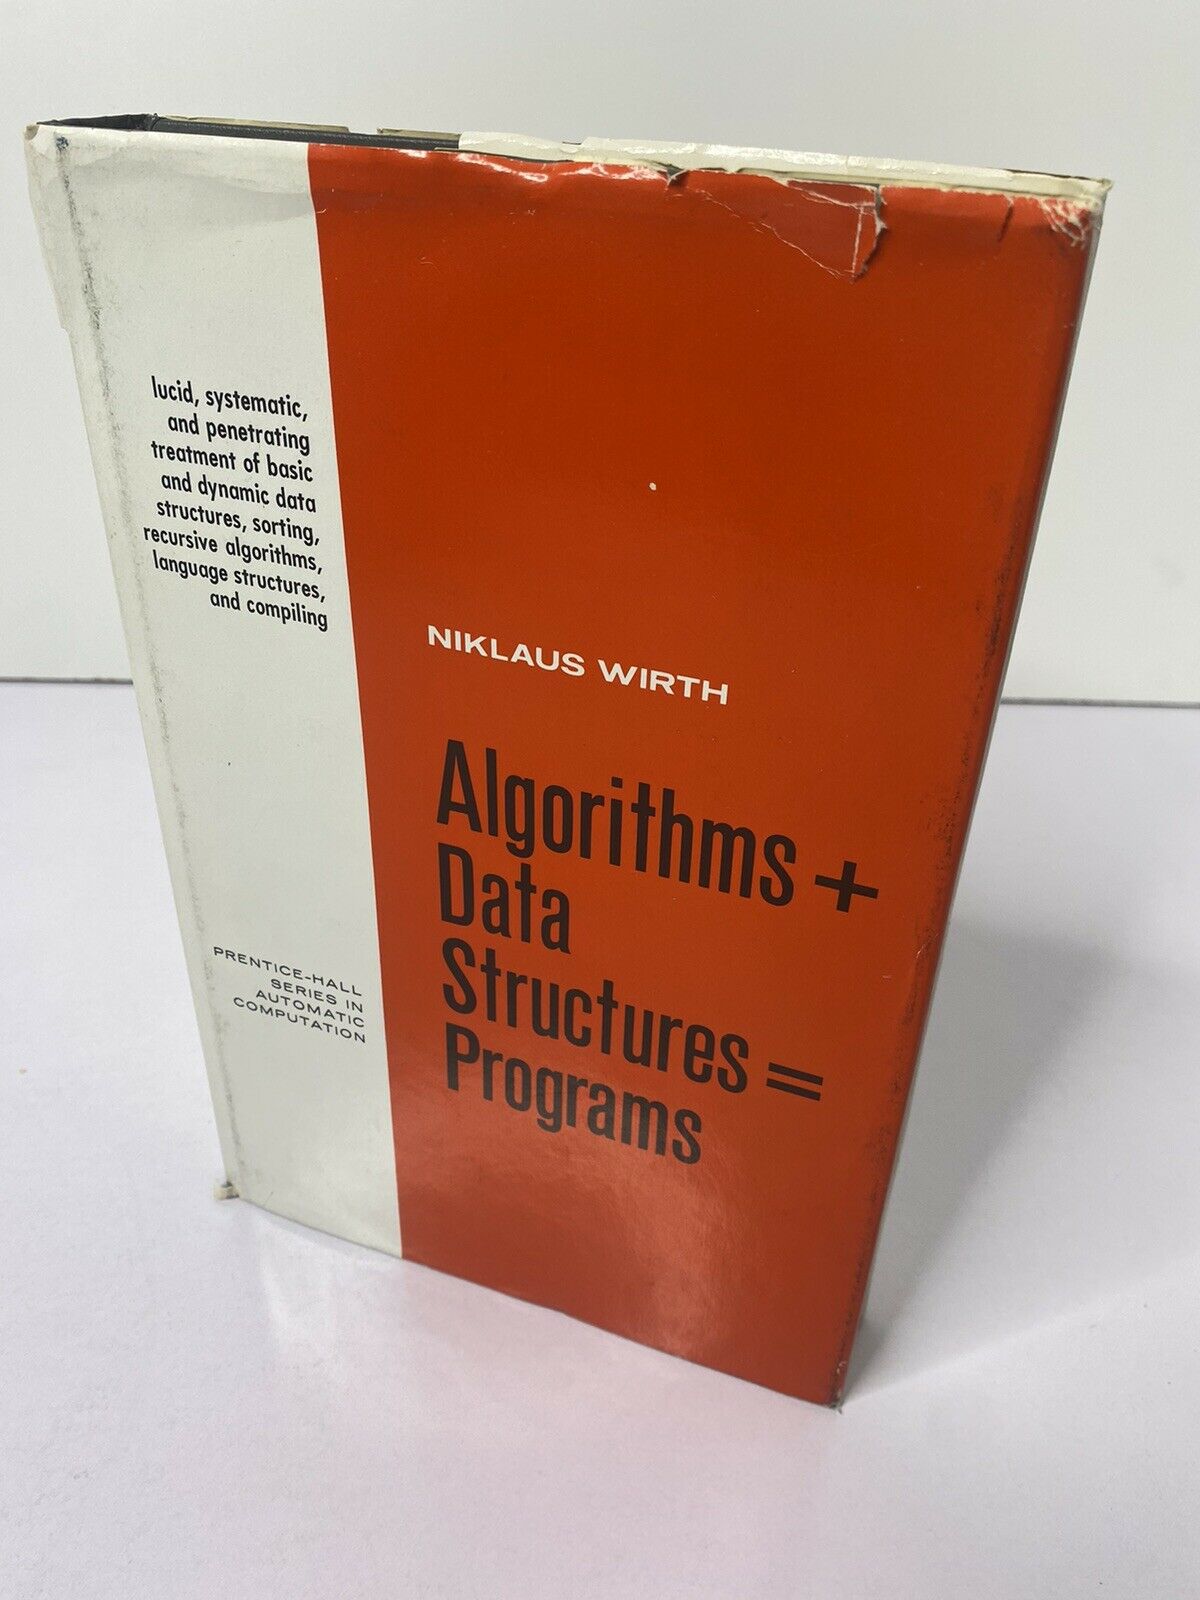 lucid, systematic,
and penetrating
treatment of basic
and dynamic data
structures, sorting,
recursive algorithms,
language structures,
and compiling
NIKLAUS WIRTH
Algorithms +
Data
Structures =
Programs
PRENTICE-HALL
SERIES IN
AUTOMATIC
COMPUTATION